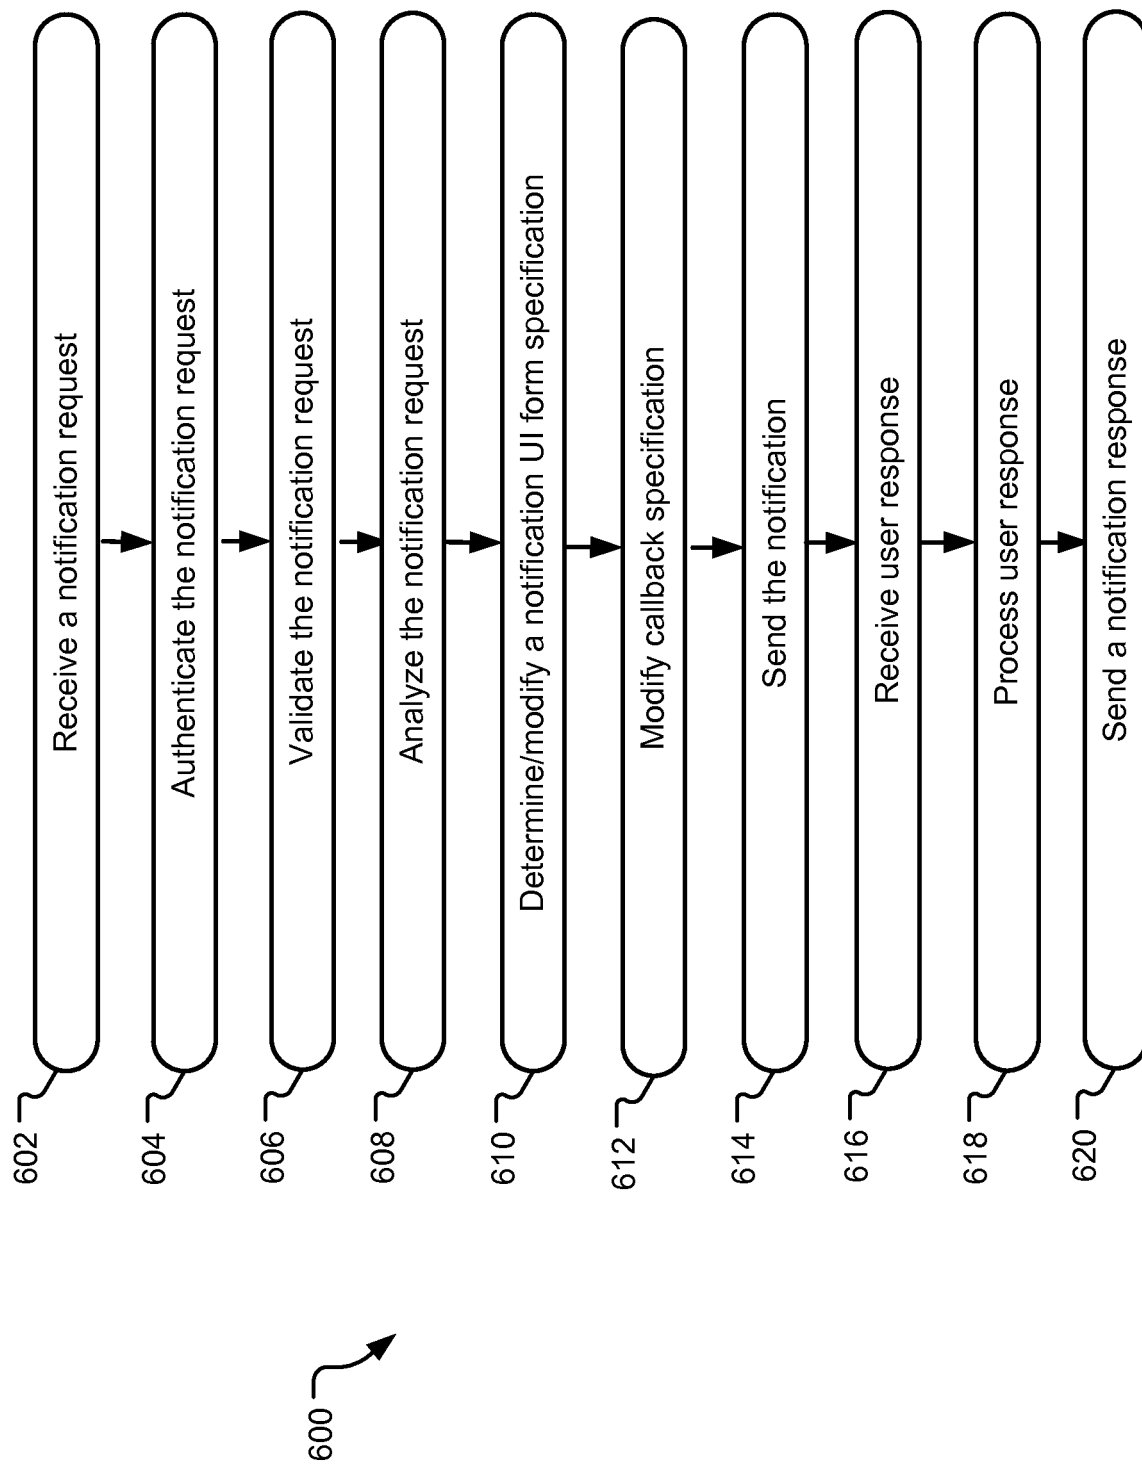 600
602
Receive a notification request
604
Authenticate the notification request
606
Validate the notification request
608
Analyze the notification request
610
Determine/modify a notification UI form specification
612
Modify callback specification
614
Send the notification
616
Receive user response
618
Process user response
620
Send a notification response